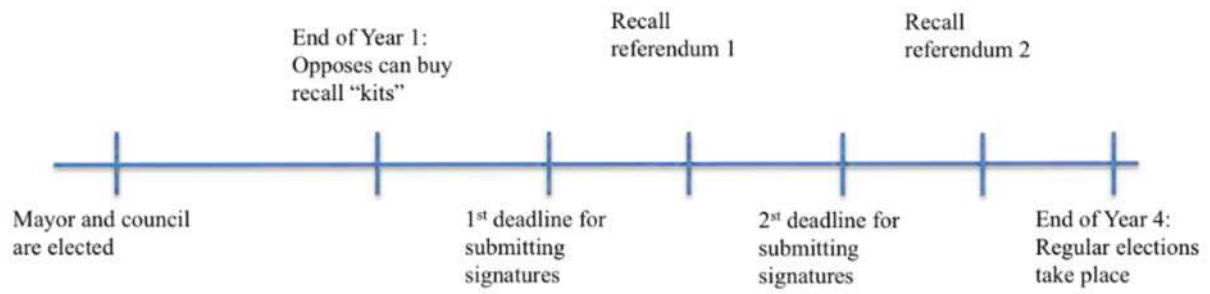 End of Year 1:
Opposes can buy
recall “kits”
Recall
referendum 1
Recall
referendum 2
Mayor and council
are elected
1st deadline for
submitting
signatures
2st deadline for
submitting
signatures
End of Year 4:
Regular elections
take place